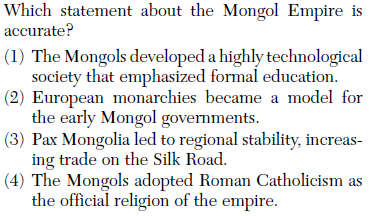 Which statement about the Mongol Empire is
accurate?
(1) The Mongols developed a highly technological
society that emphasized formal education.
(2) European monarchies became a model for
the early Mongol governments.
(3) Pax Mongolia led to regional stability, increas-
ing trade on the Silk Road.
(4) The Mongols adopted Roman Catholicism as
the official religion of the empire.